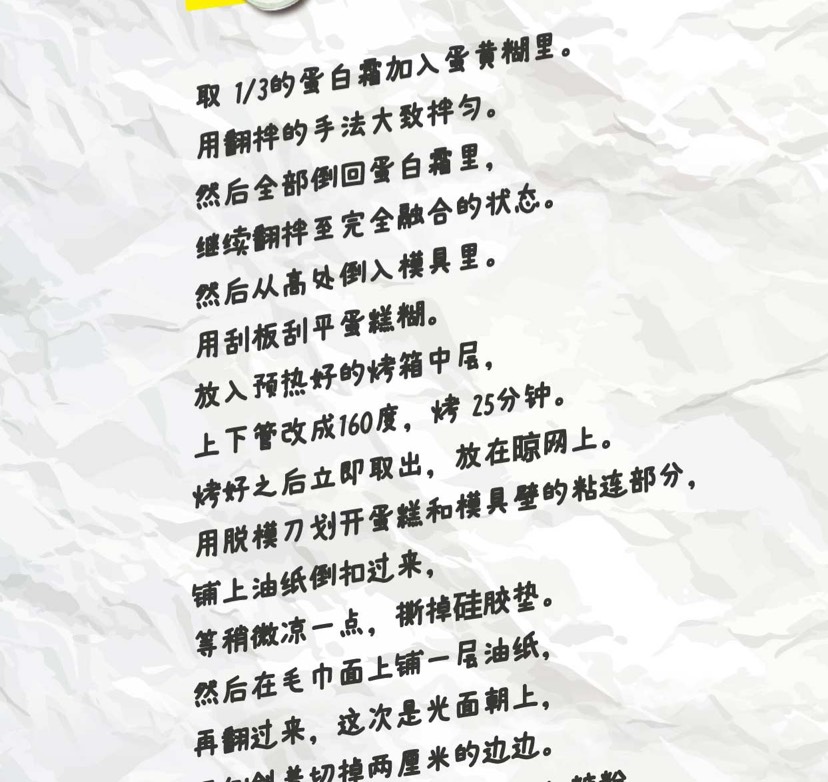 取 1/3的蛋白霜加入蛋黄糊里。
用翻拌的手法大致拌匀。
然后全部倒回蛋白霜里，
继续翻拌至完全融合的状态。
然后从高处倒入模具里。
用刮板刮平蛋糕糊。
放入预热好的烤箱中层，
上下管改成160度，烤 25分钟。
烤好之后立即取出，放在晾网上。
用脱模刀划开蛋糕和模具壁的粘连部分，
铺上油纸倒扣过来，
等稍微凉一点，撕掉硅胶垫。
然后在毛巾面上铺一层油纸，
再翻过来，这次是光面朝上，
切掉两厘米的边边。